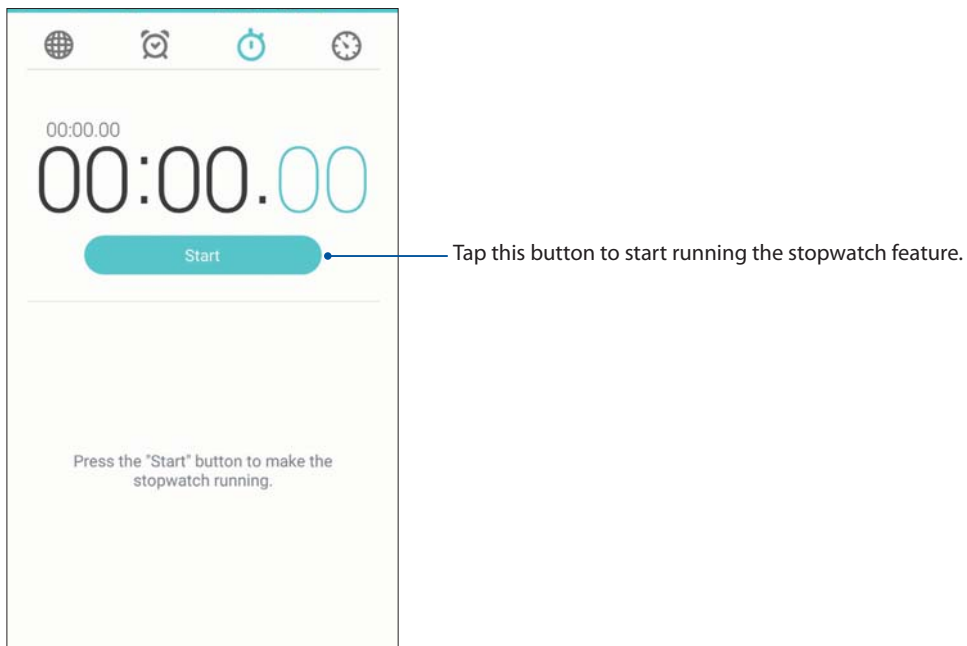 00:00.00
00:00.00
Start
Tap this button to start running the stopwatch feature.
Press the "Start" button to make the
stopwatch running.